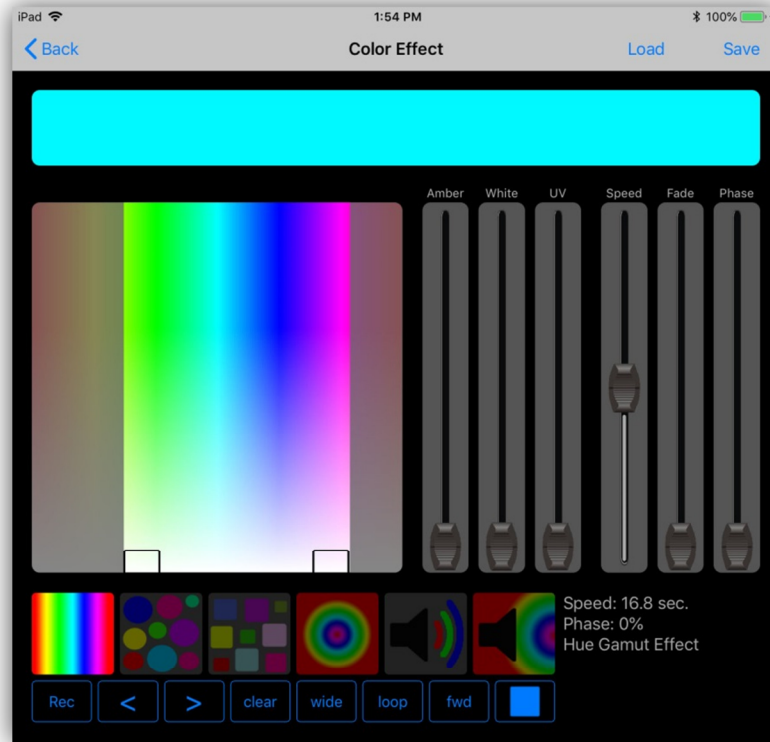 iPad 1:54 PM 100%
Back Color Effect Load Save
Amber White UV Speed Fade Phase
Speed: 16.8 sec.
Phase: 0%
Hue Gamut Effect
Rec < > clear wide loop fwd